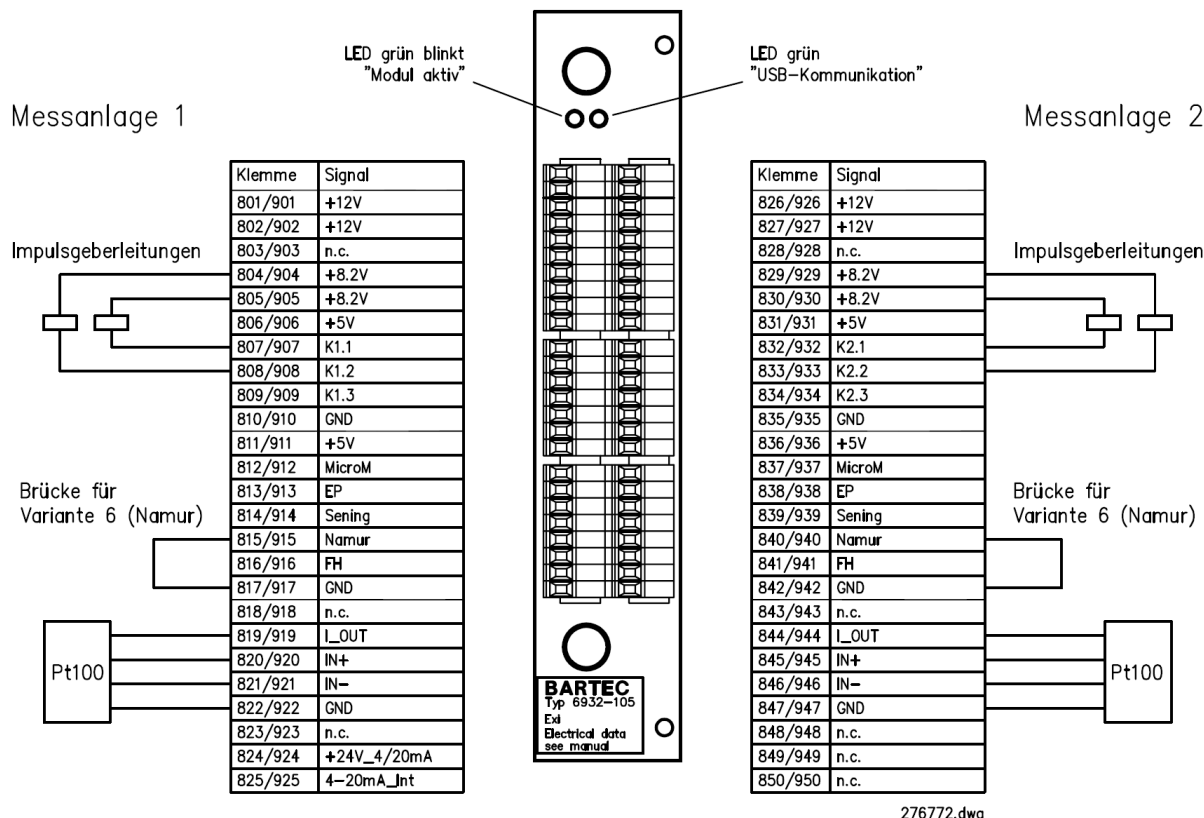 LED grün blinkt
"Modul aktiv"
LED grün
"USB-Kommunikation"
Messanlage 1
Messanlage 2
Klemme Signal
801/901 +12V
802/902 +12V
803/903 n.c.
804/904 +8.2V
805/905 +8.2V
806/906 +5V
807/907 K1.1
808/908 K1.2
809/909 K1.3
810/910 GND
811/911 +5V
812/912 MicroM
813/913 EP
814/914 Sening
815/915 Namur
816/916 FH
817/917 GND
818/918 n.c.
819/919 I_OUT
820/920 IN+
821/921 IN-
822/922 GND
823/923 n.c.
824/924 +24V_4/20mA
825/925 4-20mA_Int
Impulsgeberleitungen
Brücke für
Variante 6 (Namur)
Pt100
BARTEC
Typ 6932-105
Exi
Electrical data
see manual
Klemme Signal
826/926 +12V
827/927 +12V
828/928 n.c.
829/929 +8.2V
830/930 +8.2V
831/931 +5V
832/932 K2.1
833/933 K2.2
834/934 K2.3
835/935 GND
836/936 +5V
837/937 MicroM
838/938 EP
839/939 Sening
840/940 Namur
841/941 FH
842/942 GND
843/943 n.c.
844/944 I_OUT
845/945 IN+
846/946 IN-
847/947 GND
848/948 n.c.
849/949 n.c.
850/950 n.c.
Impulsgeberleitungen
Brücke für
Variante 6 (Namur)
Pt100
276772.dwg